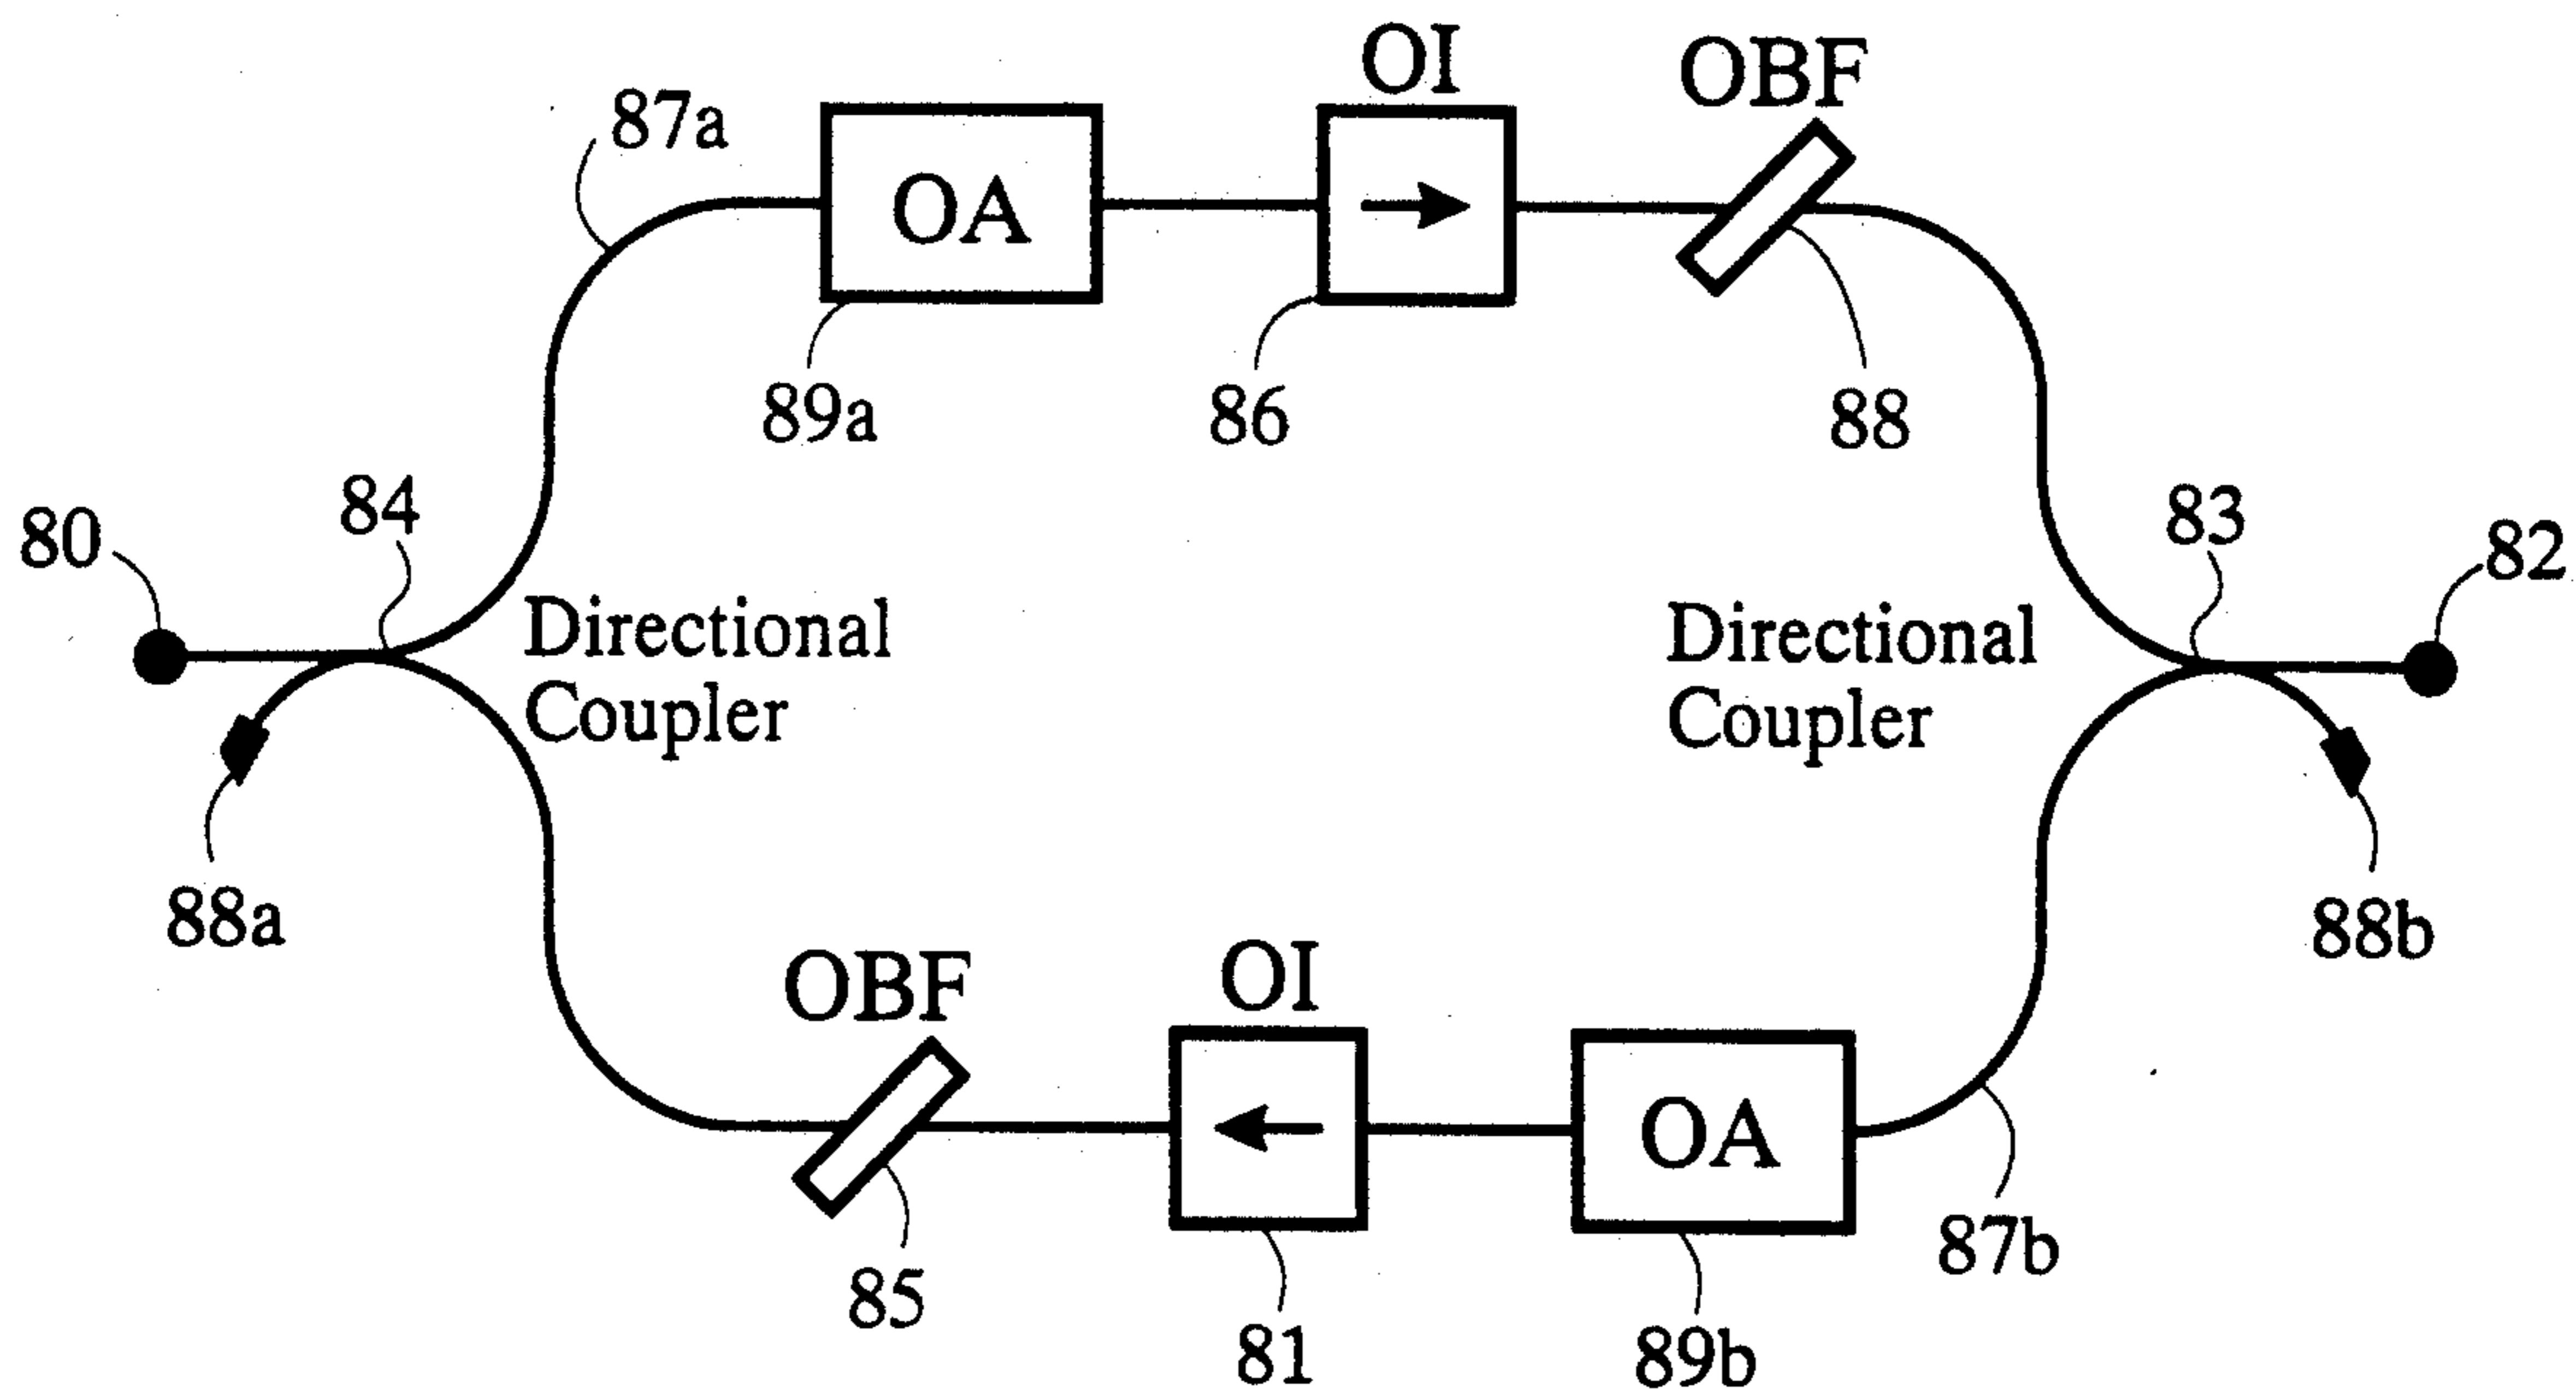 OI
OBF
87a
OA
89a
86
88
84
83
80
82
Directional
Coupler
Directional
Coupler
88a
88b
OBF
OI
OA
85
81
89b
87b